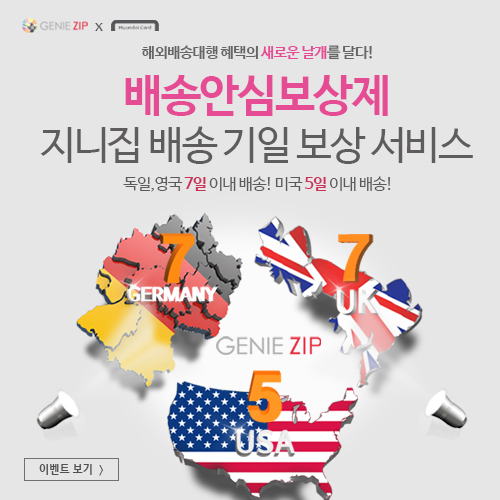 GENIE ZIP X Hyundai Card
해외배송대행 혜택의 새로운 날개를 달다!
배송안심보상제
지니집 배송 기일 보상 서비스
독일,영국 7일 이내 배송! 미국 5일 이내 배송!
7
GERMANY
7
UK
GENIE ZIP
5
USA
이벤트 보기 〉